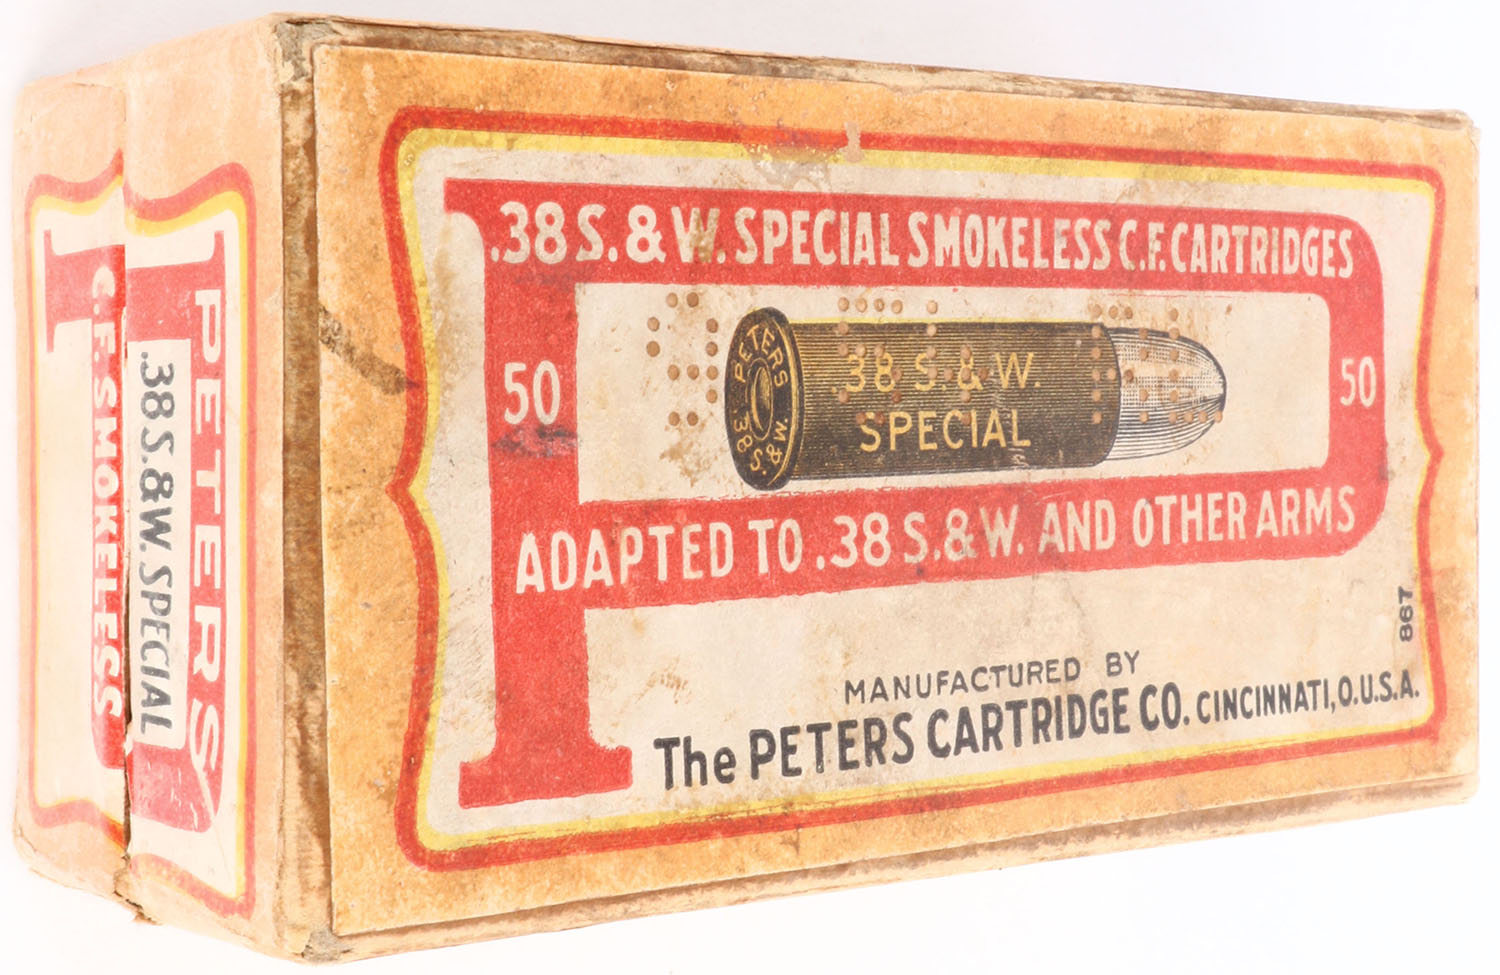 .38 S. & W. SPECIAL SMOKELESS C.F. CARTRIDGES
50
50
PETERS
.38 S. & W.
.38 S. & W.
SPECIAL
ADAPTED TO .38 S. & W. AND OTHER ARMS
867
MANUFACTURED BY
The PETERS CARTRIDGE CO. CINCINNATI, O. U.S.A.
PETERS
.38 S. & W. SPECIAL
C. F. SMOKELESS